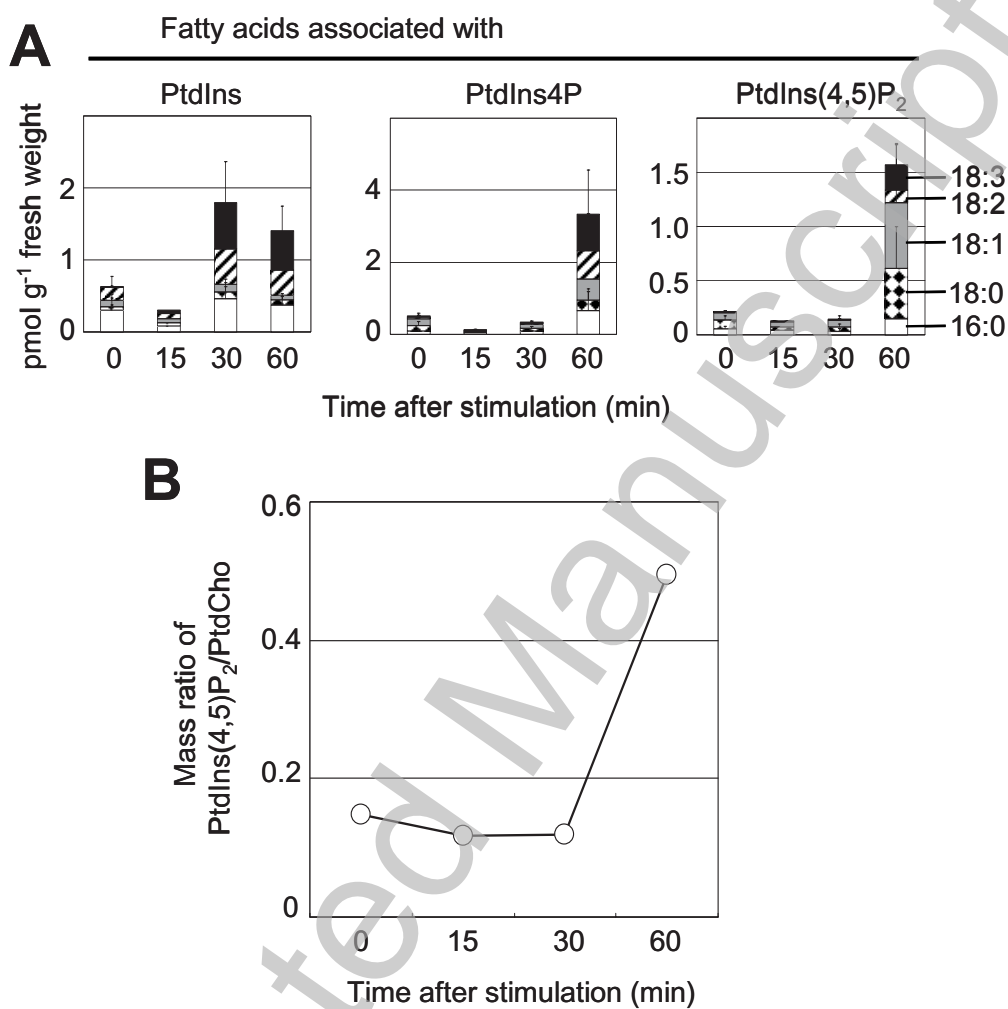 A
Fatty acids associated with
PtdIns
PtdIns4P
PtdIns(4,5)P2
pmol g-1 fresh weight
2
1
0
0 15 30 60
4
2
0
0 15 30 60
1.5
1.0
0.5
0
0 15 30 60
18:3
18:2
18:1
18:0
16:0
Time after stimulation (min)
B
Mass ratio of
PtdIns(4,5)P2/PtdCho
0.6
0.4
0.2
0
0 15 30 60
Time after stimulation (min)
ted Manuscript